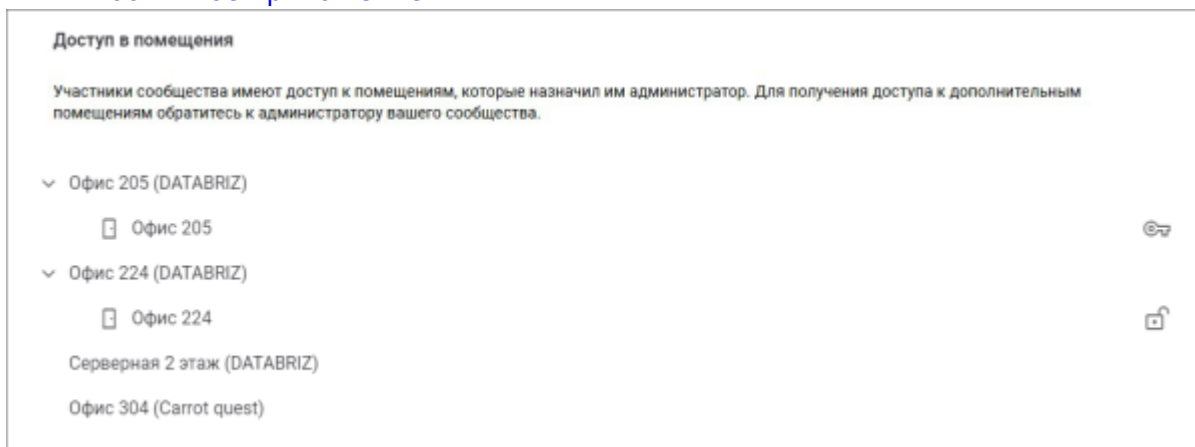 Доступ в помещения
Участники сообщества имеют доступ к помещениям, которые назначил им администратор. Для получения доступа к дополнительным
помещениям обратитесь к администратору вашего сообщества.
Офис 205 (DATABRIZ)
Офис 205
Офис 224 (DATABRIZ)
Офис 224
Серверная 2 этаж (DATABRIZ)
Офис 304 (Carrot quest)